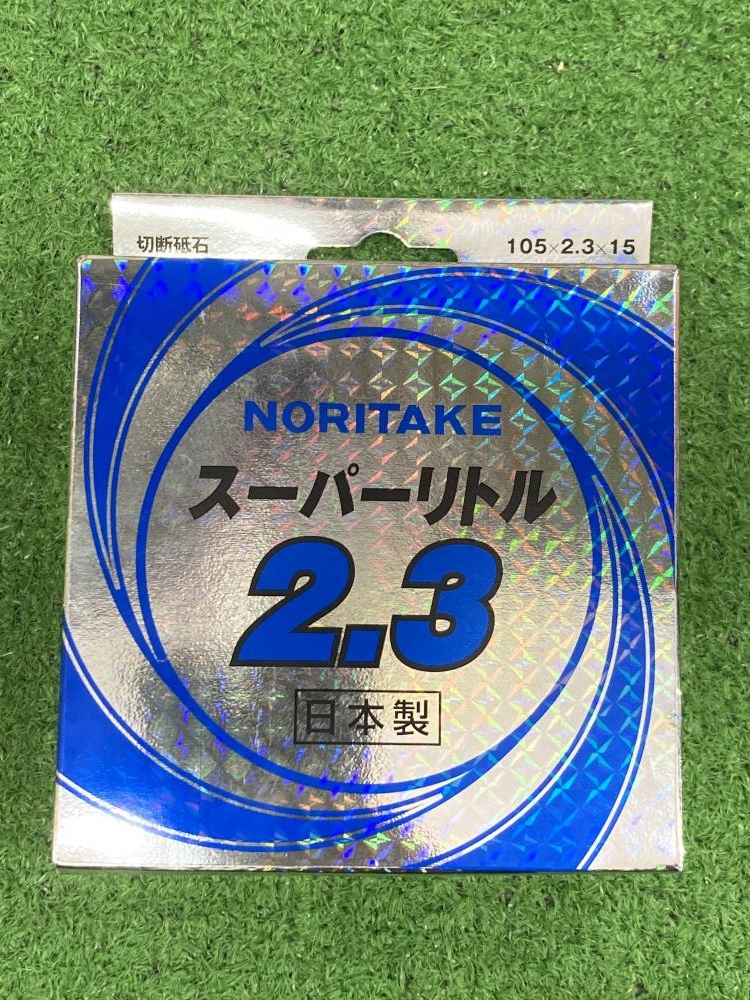 切断砥石
105×2.3×15
NORITAKE
スーパーリトル
2.3
日本製